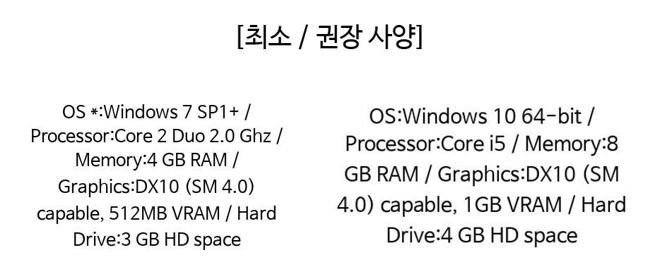 [최소 / 권장 사양]
OS *:Windows 7 SP1+ /
Processor:Core 2 Duo 2.0 Ghz /
Memory:4 GB RAM /
Graphics:DX10 (SM 4.0)
capable, 512MB VRAM / Hard
Drive:3 GB HD space
OS:Windows 10 64-bit /
Processor:Core i5 / Memory:8
GB RAM / Graphics:DX10 (SM
4.0) capable, 1GB VRAM / Hard
Drive:4 GB HD space